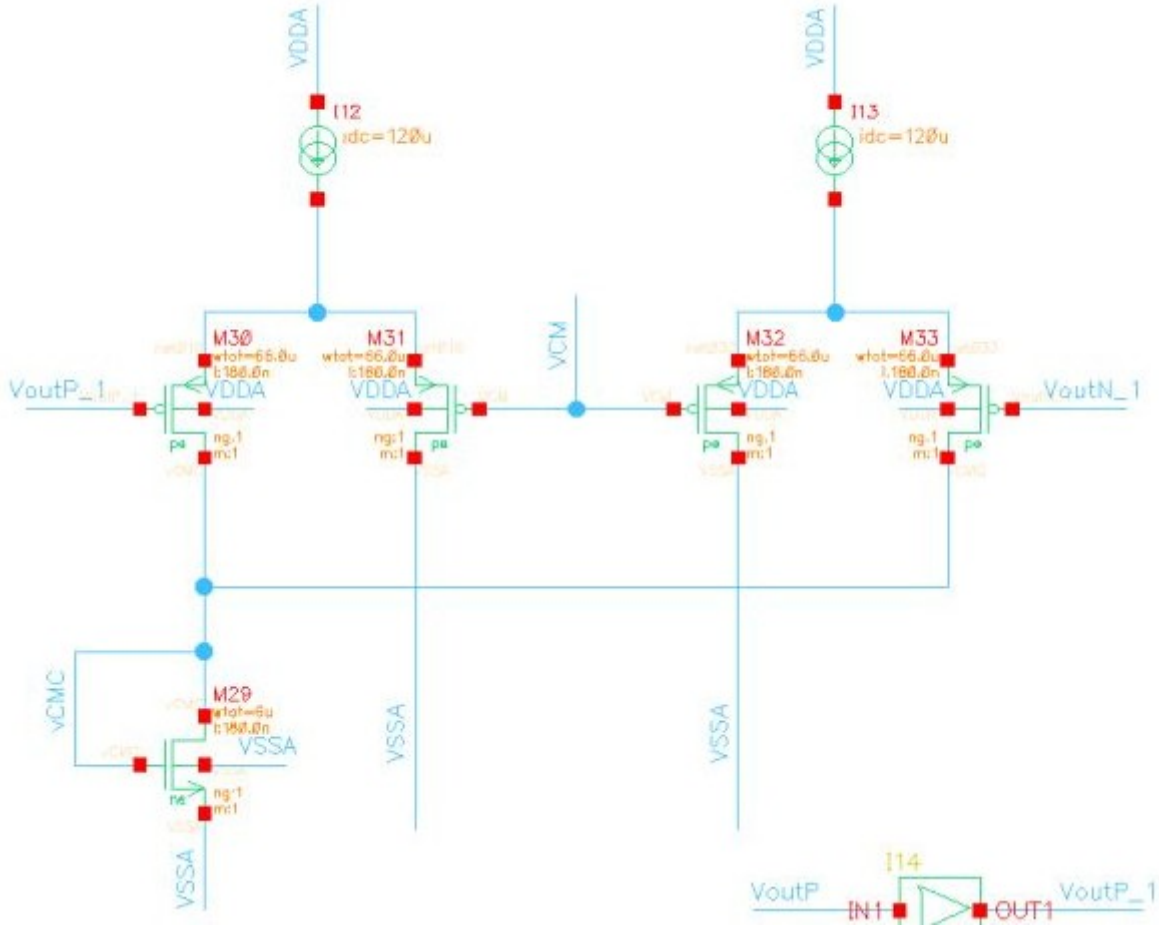 VDDA
VDDA
I12
idc=120u
I13
idc=120u
M30
wtot=66.0u
l:180.0n
M31
wtot=66.0u
l:180.0n
VCM
M32
wtot=66.0u
l:180.0n
M33
wtot=66.0u
l:180.0n
VoutP_1
VDDA
VDDA
VDDA
VDDA
VoutN_1
pe
ng:1
m:1
pe
ng:1
m:1
pe
ng:1
m:1
pe
ng:1
m:1
vCMC
M29
wtot=6u
l:180.0n
VSSA
ne
ng:1
m:1
VSSA
VSSA
VSSA
I14
VoutP
IN1
OUT1
VoutP_1